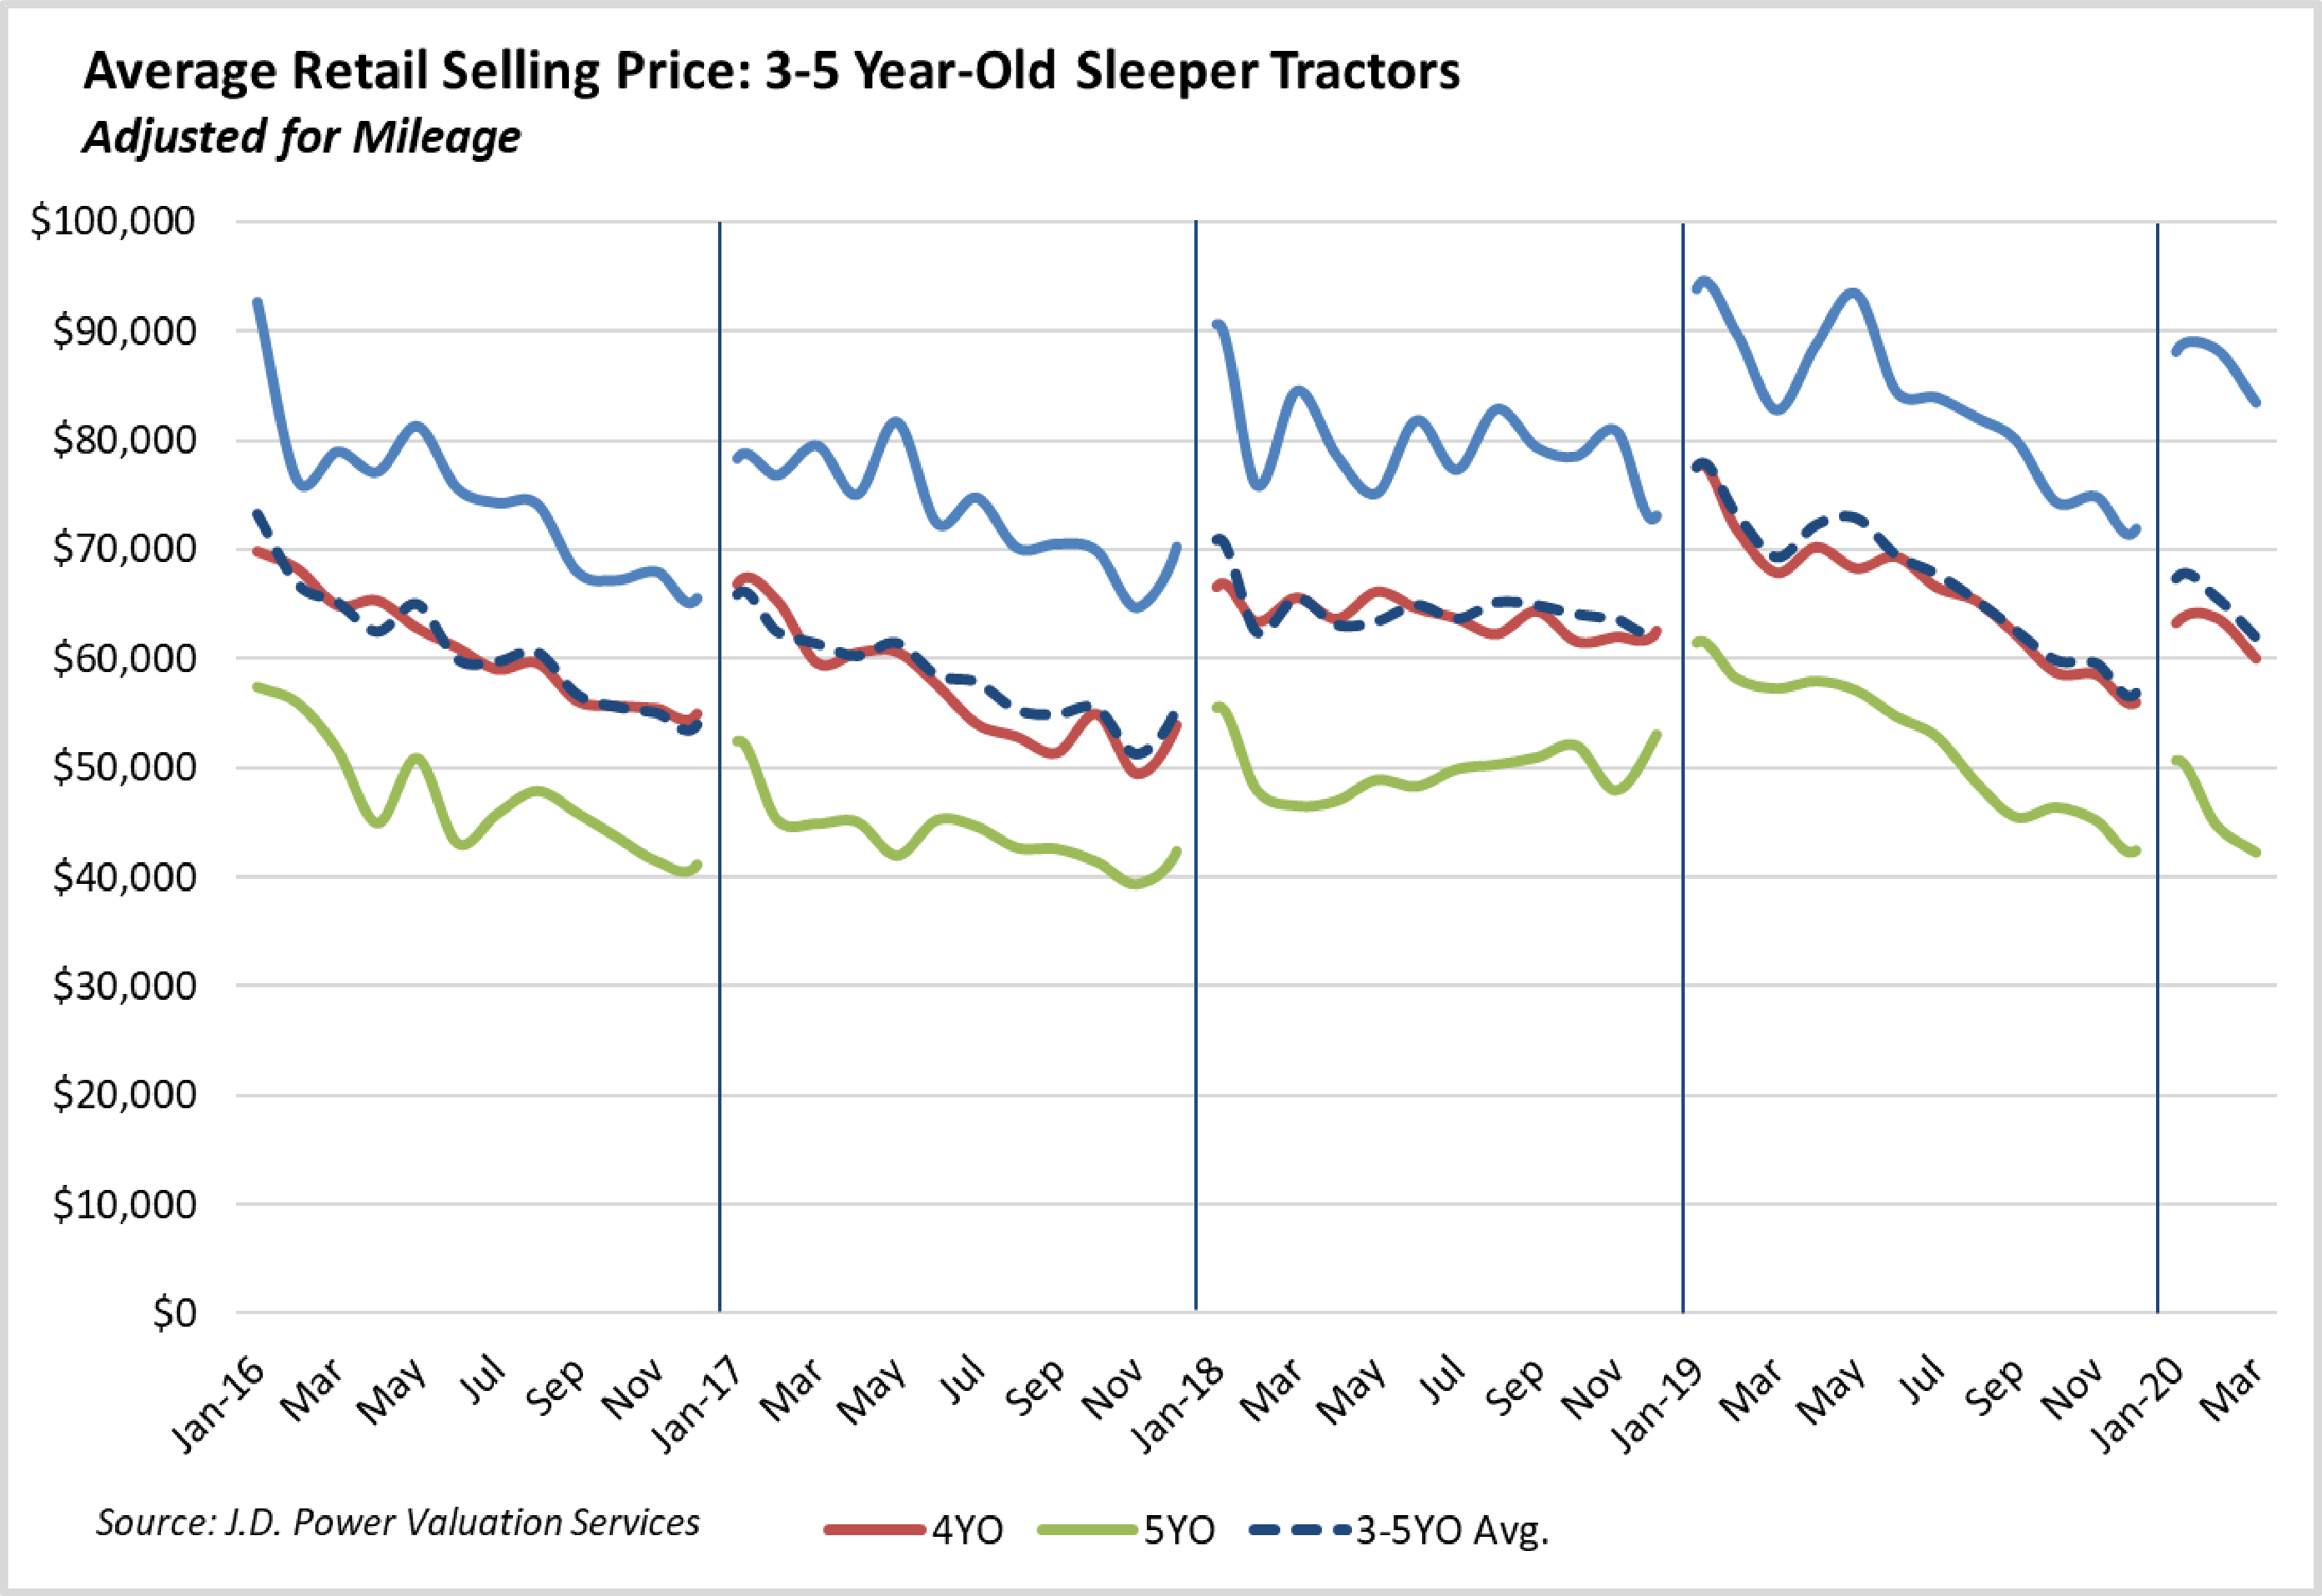 Average Retail Selling Price: 3-5 Year-Old Sleeper Tractors
Adjusted for Mileage
$100,000
$90,000
$80,000
$70,000
$60,000
$50,000
$40,000
$30,000
$20,000
$10,000
$0
Jan-16
Mar
May
Jul
Sep
Nov
Jan-17
Mar
May
Jul
Sep
Nov
Jan-18
Mar
May
Jul
Sep
Nov
Jan-19
Mar
May
Jul
Sep
Nov
Jan-20
Mar
Source: J.D. Power Valuation Services
4YO
5YO
3-5YO Avg.